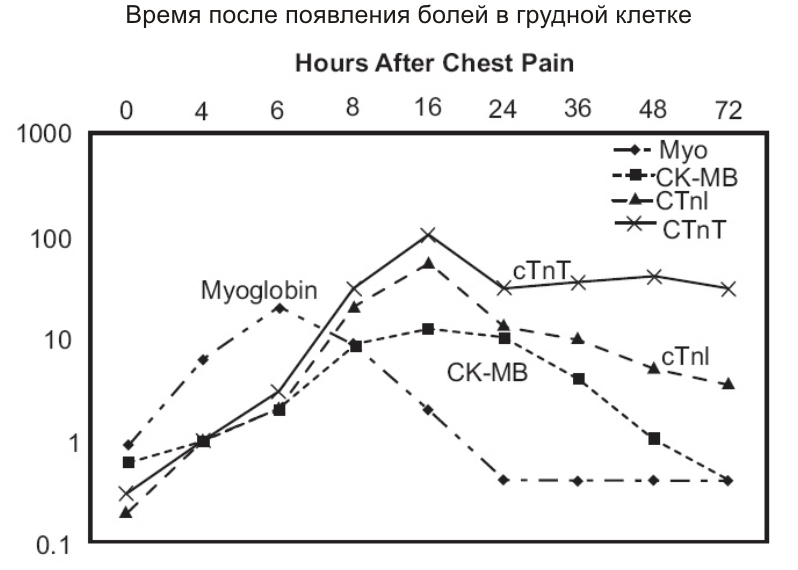 Время после появления болей в грудной клетке
Hours After Chest Pain
0 4 6 8 16 24 36 48 72
1000
Myo
CK-MB
CTnI
CTnT
100
cTnT
Myoglobin
10
cTnI
CK-MB
1
0.1